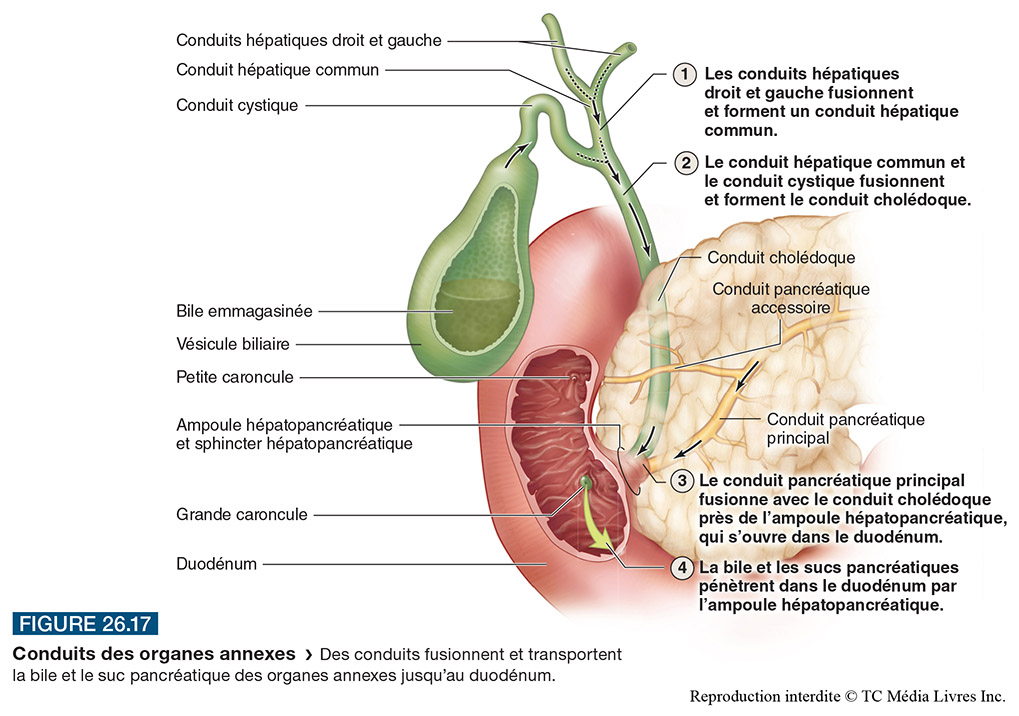 Conduits hépatiques droit et gauche
Conduit hépatique commun
Conduit cystique
1 Les conduits hépatiques
droit et gauche fusionnent
et forment un conduit hépatique
commun.
2 Le conduit hépatique commun et
le conduit cystique fusionnent
et forment le conduit cholédoque.
Conduit cholédoque
Conduit pancréatique
accessoire
Bile emmagasinée
Vésicule biliaire
Petite caroncule
Ampoule hépatopancréatique
et sphincter hépatopancréatique
Conduit pancréatique
principal
3 Le conduit pancréatique principal
fusionne avec le conduit cholédoque
près de l'ampoule hépatopancréatique,
qui s'ouvre dans le duodénum.
Grande caroncule
Duodénum
4 La bile et les sucs pancréatiques
pénètrent dans le duodénum par
l'ampoule hépatopancréatique.
FIGURE 26.17
Conduits des organes annexes › Des conduits fusionnent et transportent
la bile et le suc pancréatique des organes annexes jusqu'au duodénum.
Reproduction interdite © TC Média Livres Inc.